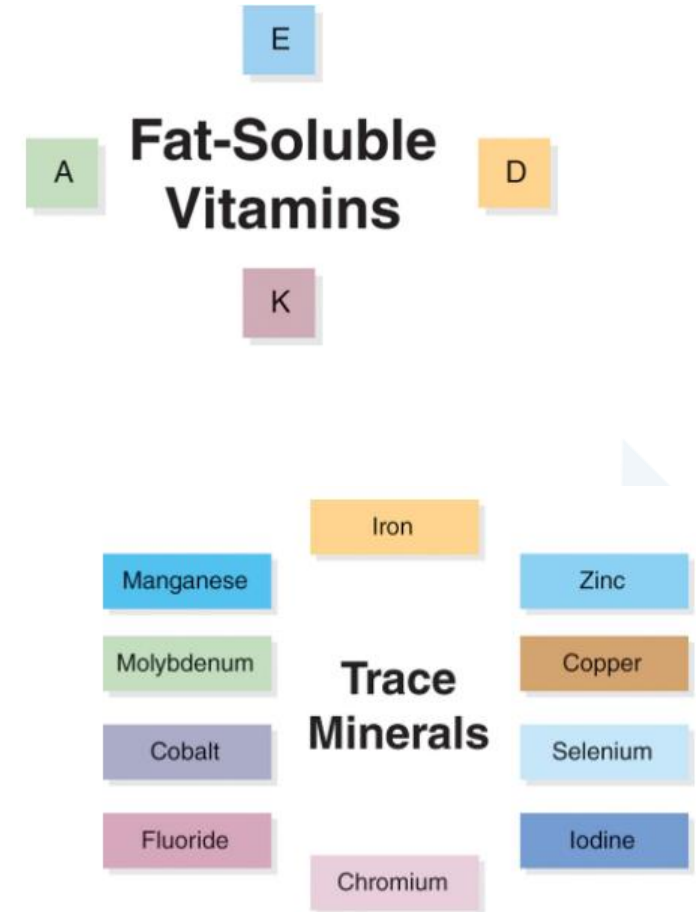 E
Fat-Soluble
Vitamins
A
D
K
Iron
Manganese
Zinc
Molybdenum
Copper
Trace
Minerals
Cobalt
Selenium
Fluoride
Iodine
Chromium